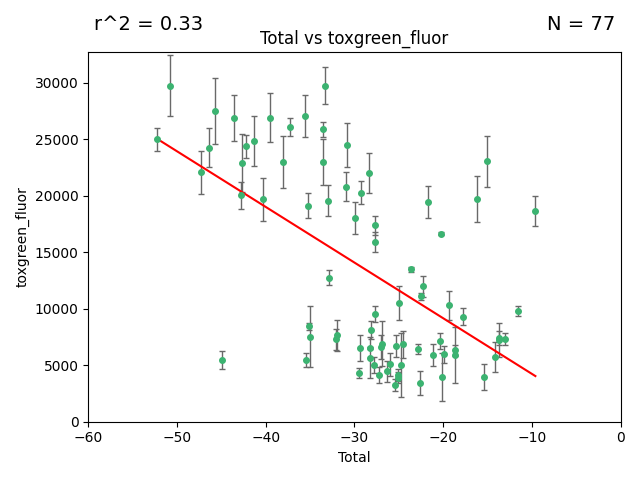 r^2 = 0.33
N = 77
Total vs toxgreen_fluor
30000
25000
20000
15000
10000
5000
0
toxgreen_fluor
−60
−50
−40
−30
−20
−10
0
Total